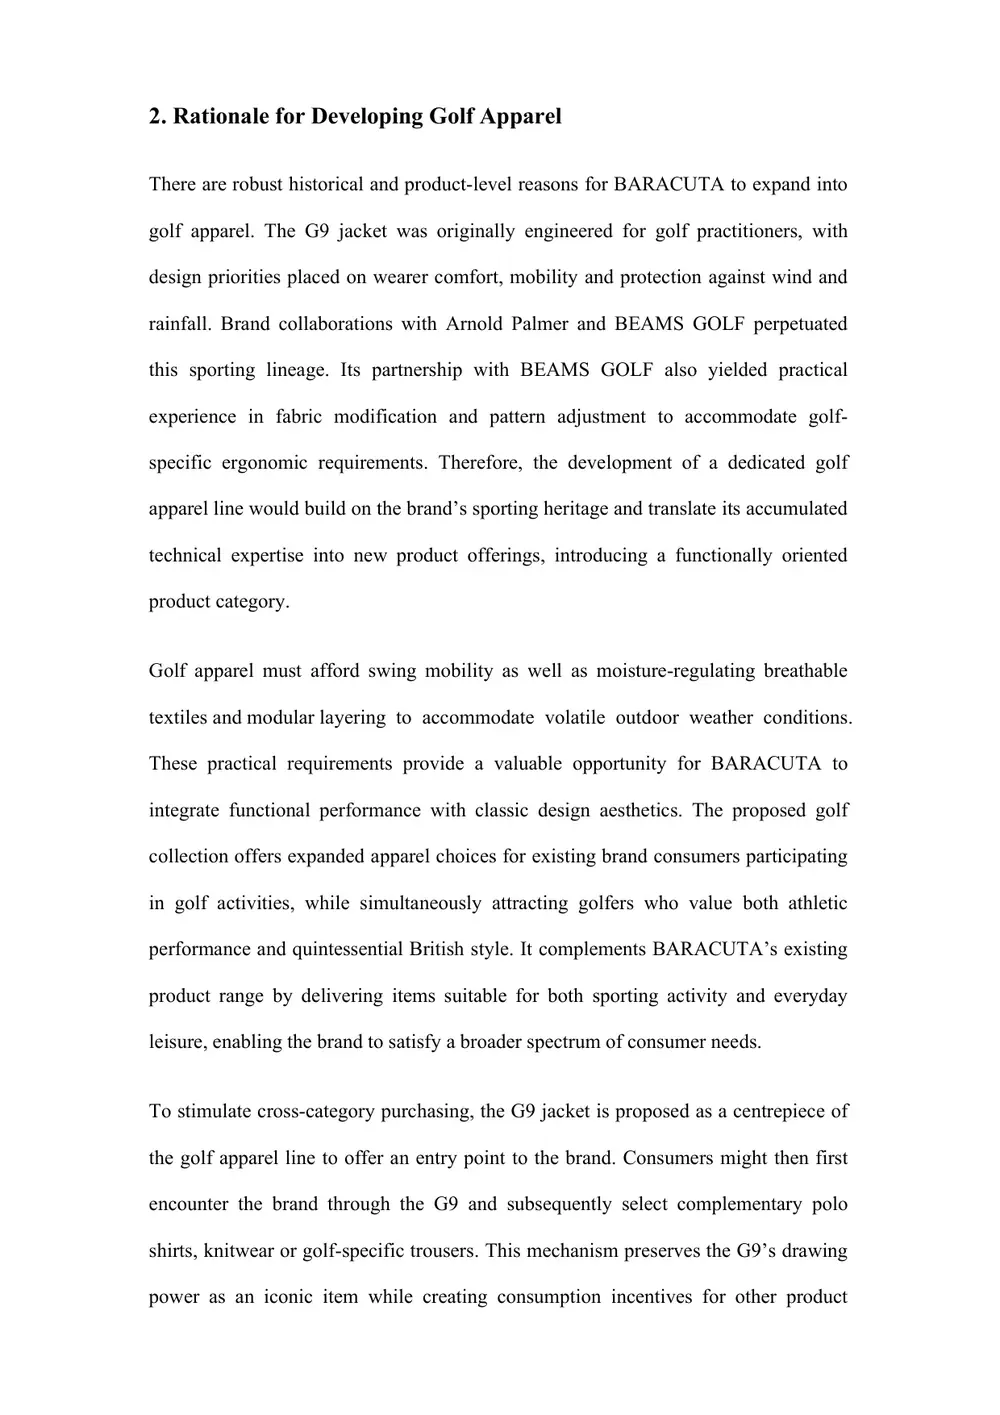 2. Rationale for Developing Golf Apparel
There are robust historical and product-level reasons for BARACUTA to expand into
golf apparel. The G9 jacket was originally engineered for golf practitioners, with
design priorities placed on wearer comfort, mobility and protection against wind and
rainfall. Brand collaborations with Arnold Palmer and BEAMS GOLF perpetuated
this sporting lineage. Its partnership with BEAMS GOLF also yielded practical
experience in fabric modification and pattern adjustment to accommodate golf-
specific ergonomic requirements. Therefore, the development of a dedicated golf
apparel line would build on the brand’s sporting heritage and translate its accumulated
technical expertise into new product offerings, introducing a functionally oriented
product category.
Golf apparel must afford swing mobility as well as moisture-regulating breathable
textiles and modular layering to accommodate volatile outdoor weather conditions.
These practical requirements provide a valuable opportunity for BARACUTA to
integrate functional performance with classic design aesthetics. The proposed golf
collection offers expanded apparel choices for existing brand consumers participating
in golf activities, while simultaneously attracting golfers who value both athletic
performance and quintessential British style. It complements BARACUTA’s existing
product range by delivering items suitable for both sporting activity and everyday
leisure, enabling the brand to satisfy a broader spectrum of consumer needs.
To stimulate cross-category purchasing, the G9 jacket is proposed as a centrepiece of
the golf apparel line to offer an entry point to the brand. Consumers might then first
encounter the brand through the G9 and subsequently select complementary polo
shirts, knitwear or golf-specific trousers. This mechanism preserves the G9’s drawing
power as an iconic item while creating consumption incentives for other product